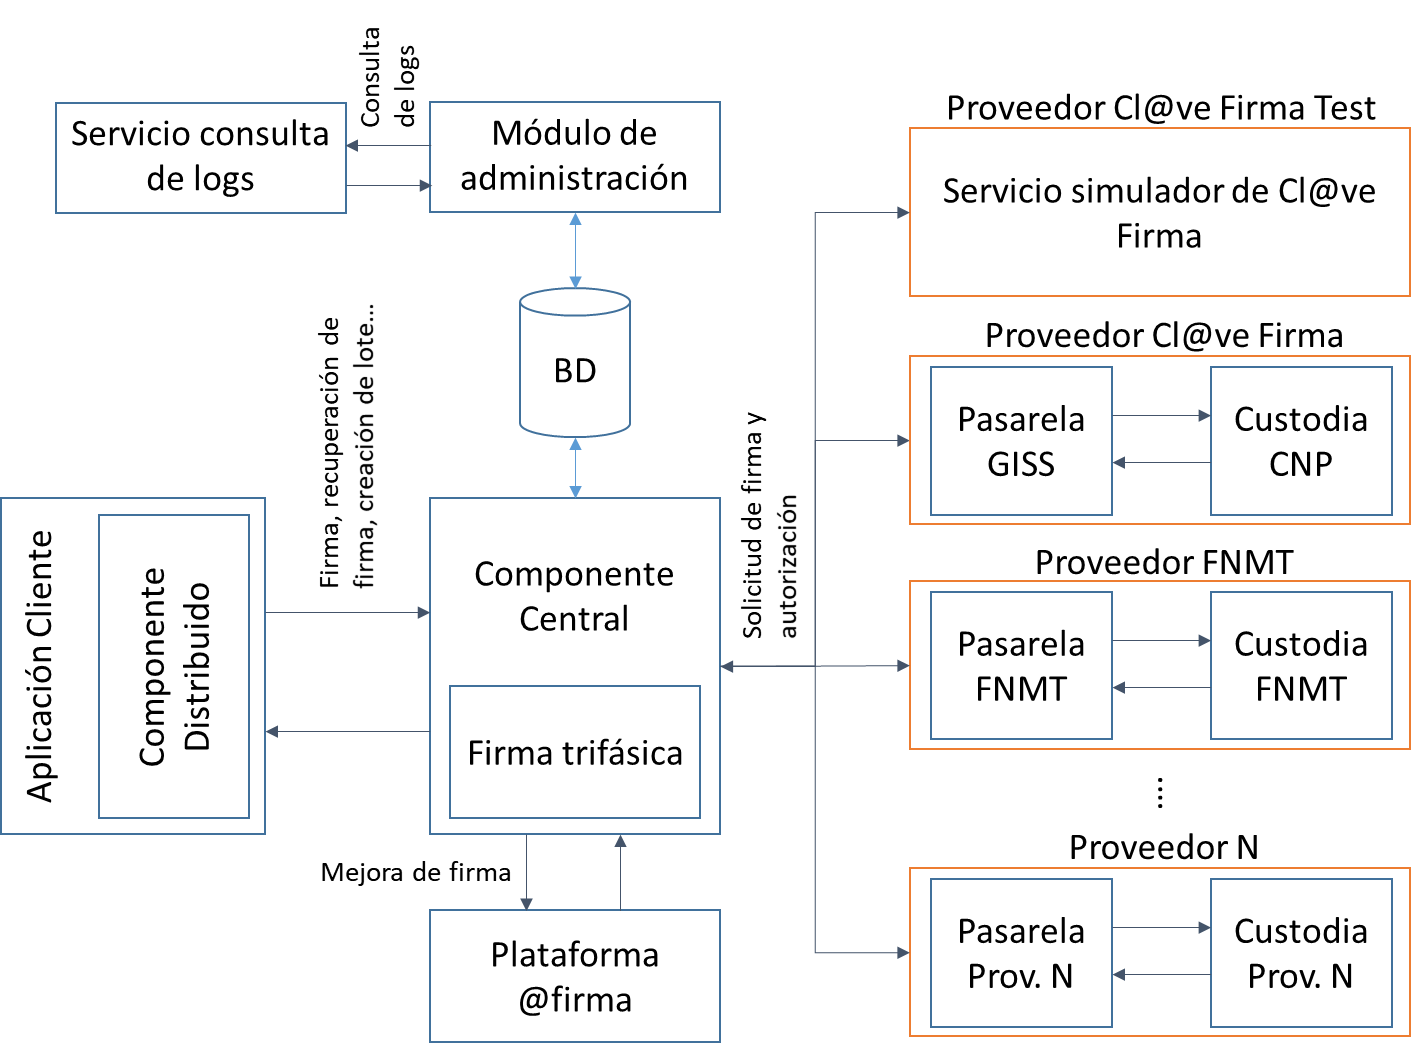 Consulta
de logs
Servicio consulta
de logs
Módulo de
administración
Proveedor Cl@ve Firma Test
Servicio simulador de Cl@ve
Firma
BD
Firma, recuperación de
firma, creación de lote...
Proveedor Cl@ve Firma
Pasarela
GISS
Custodia
CNP
Solicitud de firma y
autorización
Aplicación Cliente
Componente
Distribuido
Componente
Central
Firma trifásica
Proveedor FNMT
Pasarela
FNMT
Custodia
FNMT
....
Mejora de firma
Plataforma
@firma
Proveedor N
Pasarela
Prov. N
Custodia
Prov. N